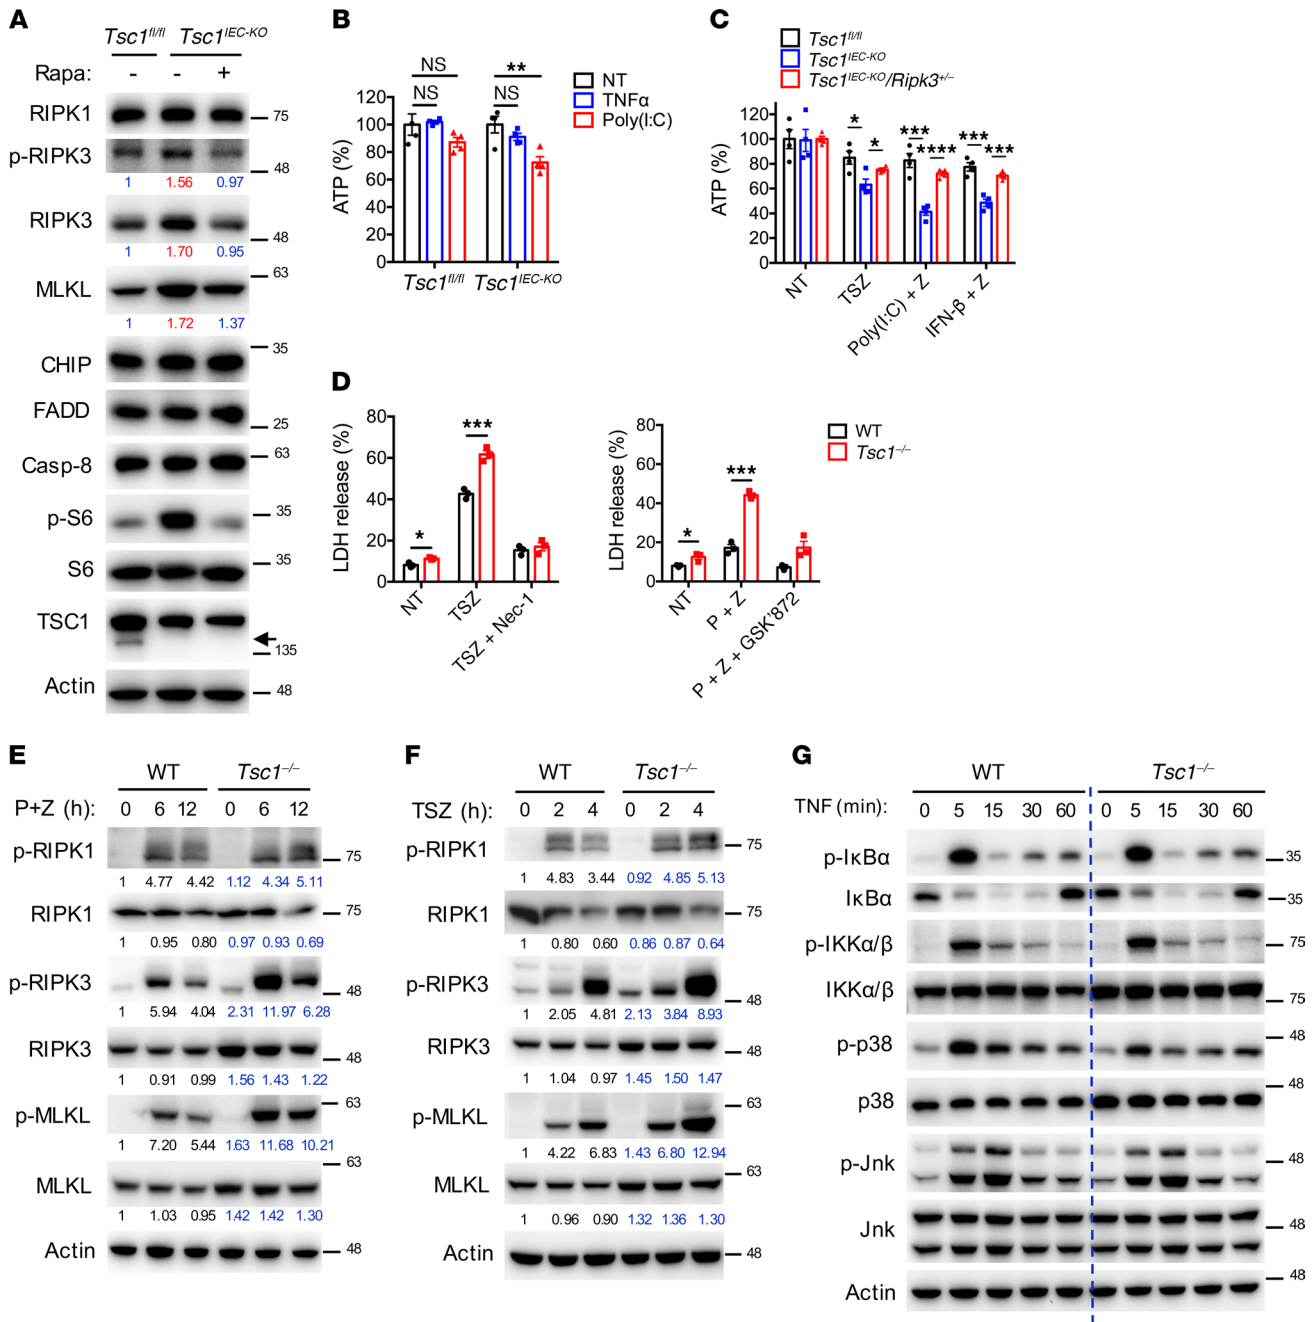 A
Tsc1fl/fl Tsc1IEC-KO
Rapa: - - +
RIPK1 75
p-RIPK3 48
1 1.56 0.97
RIPK3 48
1 1.70 0.95
MLKL 63
1 1.72 1.37
CHIP 35
FADD 25
Casp-8 63
p-S6 35
S6 35
TSC1 135
Actin 48
B
NS **
NS NS
NT
TNFα
Poly(I:C)
ATP (%)
120
100
80
60
40
20
0
Tsc1fl/fl Tsc1IEC-KO
C
Tsc1fl/fl
Tsc1IEC-KO
Tsc1IEC-KO/Ripk3+/–
ATP (%)
120
100
80
60
40
20
0
* * *** **** *** ***
NT TSZ Poly(I:C) + Z IFN-β + Z
D
LDH release (%)
80
60
40
20
0
* ***
NT TSZ TSZ + Nec-1
LDH release (%)
80
60
40
20
0
* ***
NT P + Z P + Z + GSK'872
WT
Tsc1–/–
E
WT Tsc1–/–
P+Z (h): 0 6 12 0 6 12
p-RIPK1 75
1 4.77 4.42 1.12 4.34 5.11
RIPK1 75
1 0.95 0.80 0.97 0.93 0.69
p-RIPK3 48
1 5.94 4.04 2.31 11.97 6.28
RIPK3 48
1 0.91 0.99 1.56 1.43 1.22
p-MLKL 63
1 7.20 5.44 1.63 11.68 10.21
MLKL 63
1 1.03 0.95 1.42 1.42 1.30
Actin 48
F
WT Tsc1–/–
TSZ (h): 0 2 4 0 2 4
p-RIPK1 75
1 4.83 3.44 0.92 4.85 5.13
RIPK1 75
1 0.80 0.60 0.86 0.87 0.64
p-RIPK3 48
1 2.05 4.81 2.13 3.84 8.93
RIPK3 48
1 1.04 0.97 1.45 1.50 1.47
p-MLKL 63
1 4.22 6.83 1.43 6.80 12.94
MLKL 63
1 0.96 0.90 1.32 1.36 1.30
Actin 48
G
WT Tsc1–/–
TNF (min): 0 5 15 30 60 0 5 15 30 60
p-IκBα 35
IκBα 35
p-IKKα/β 75
IKKα/β 75
p-p38 48
p38 48
p-Jnk 48
Jnk 48
Actin 48